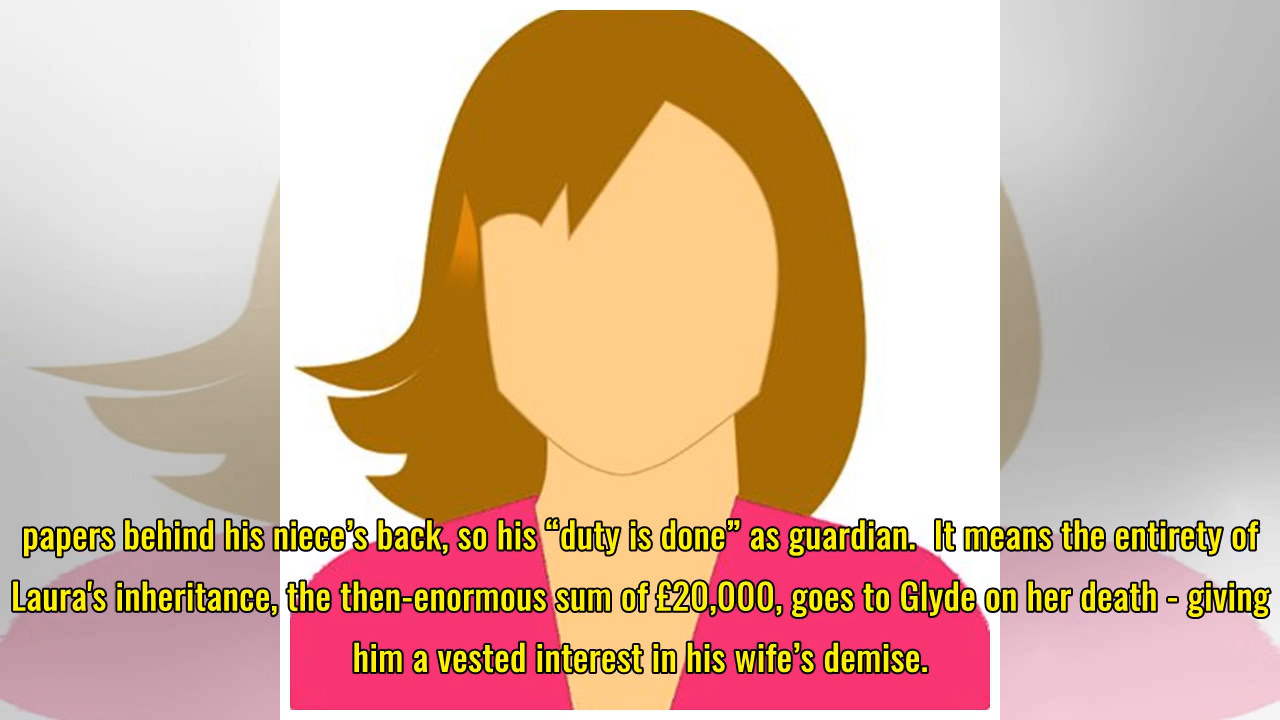 papers behind his niece’s back, so his “duty is done” as guardian.  It means the entirety of
Laura's inheritance, the then-enormous sum of £20,000, goes to Glyde on her death - giving
him a vested interest in his wife’s demise.